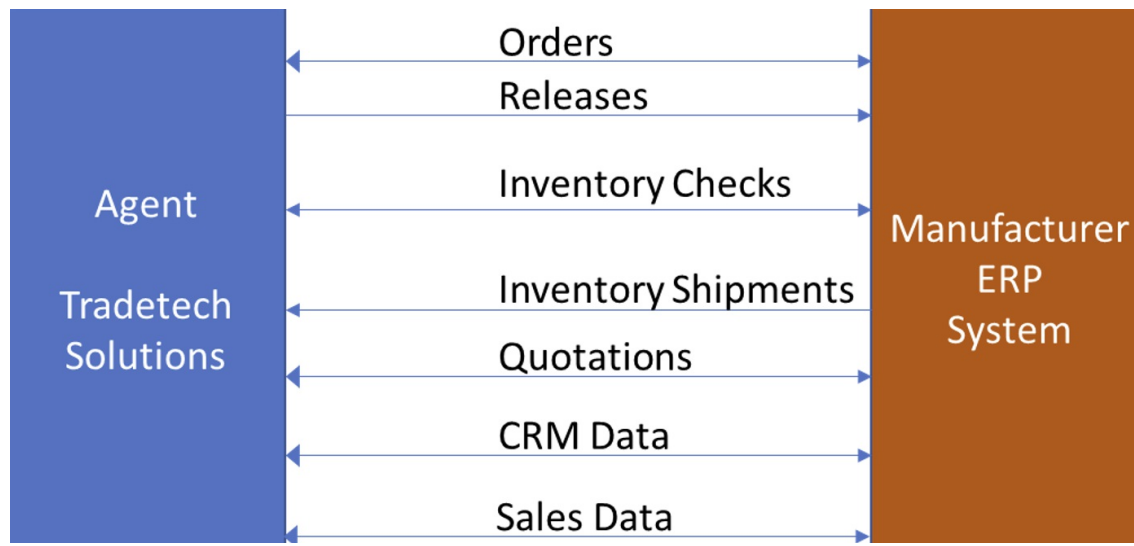 Orders
Releases
Inventory Checks
Inventory Shipments
Quotations
CRM Data
Sales Data
Agent
Tradetech
Solutions
Manufacturer
ERP
System